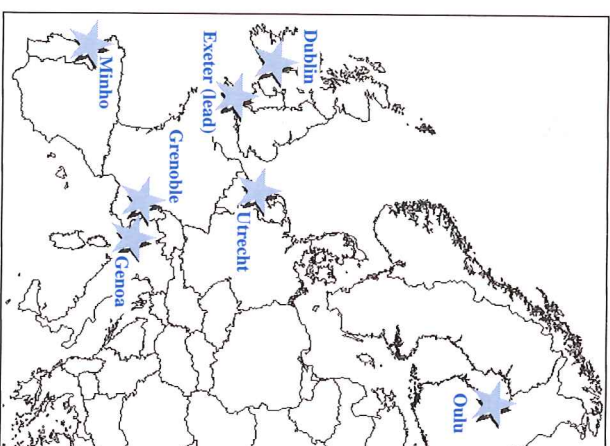 Dublin
Exeter (lead)
Minho
Utrecht
Grenoble
Genoa
Oulu